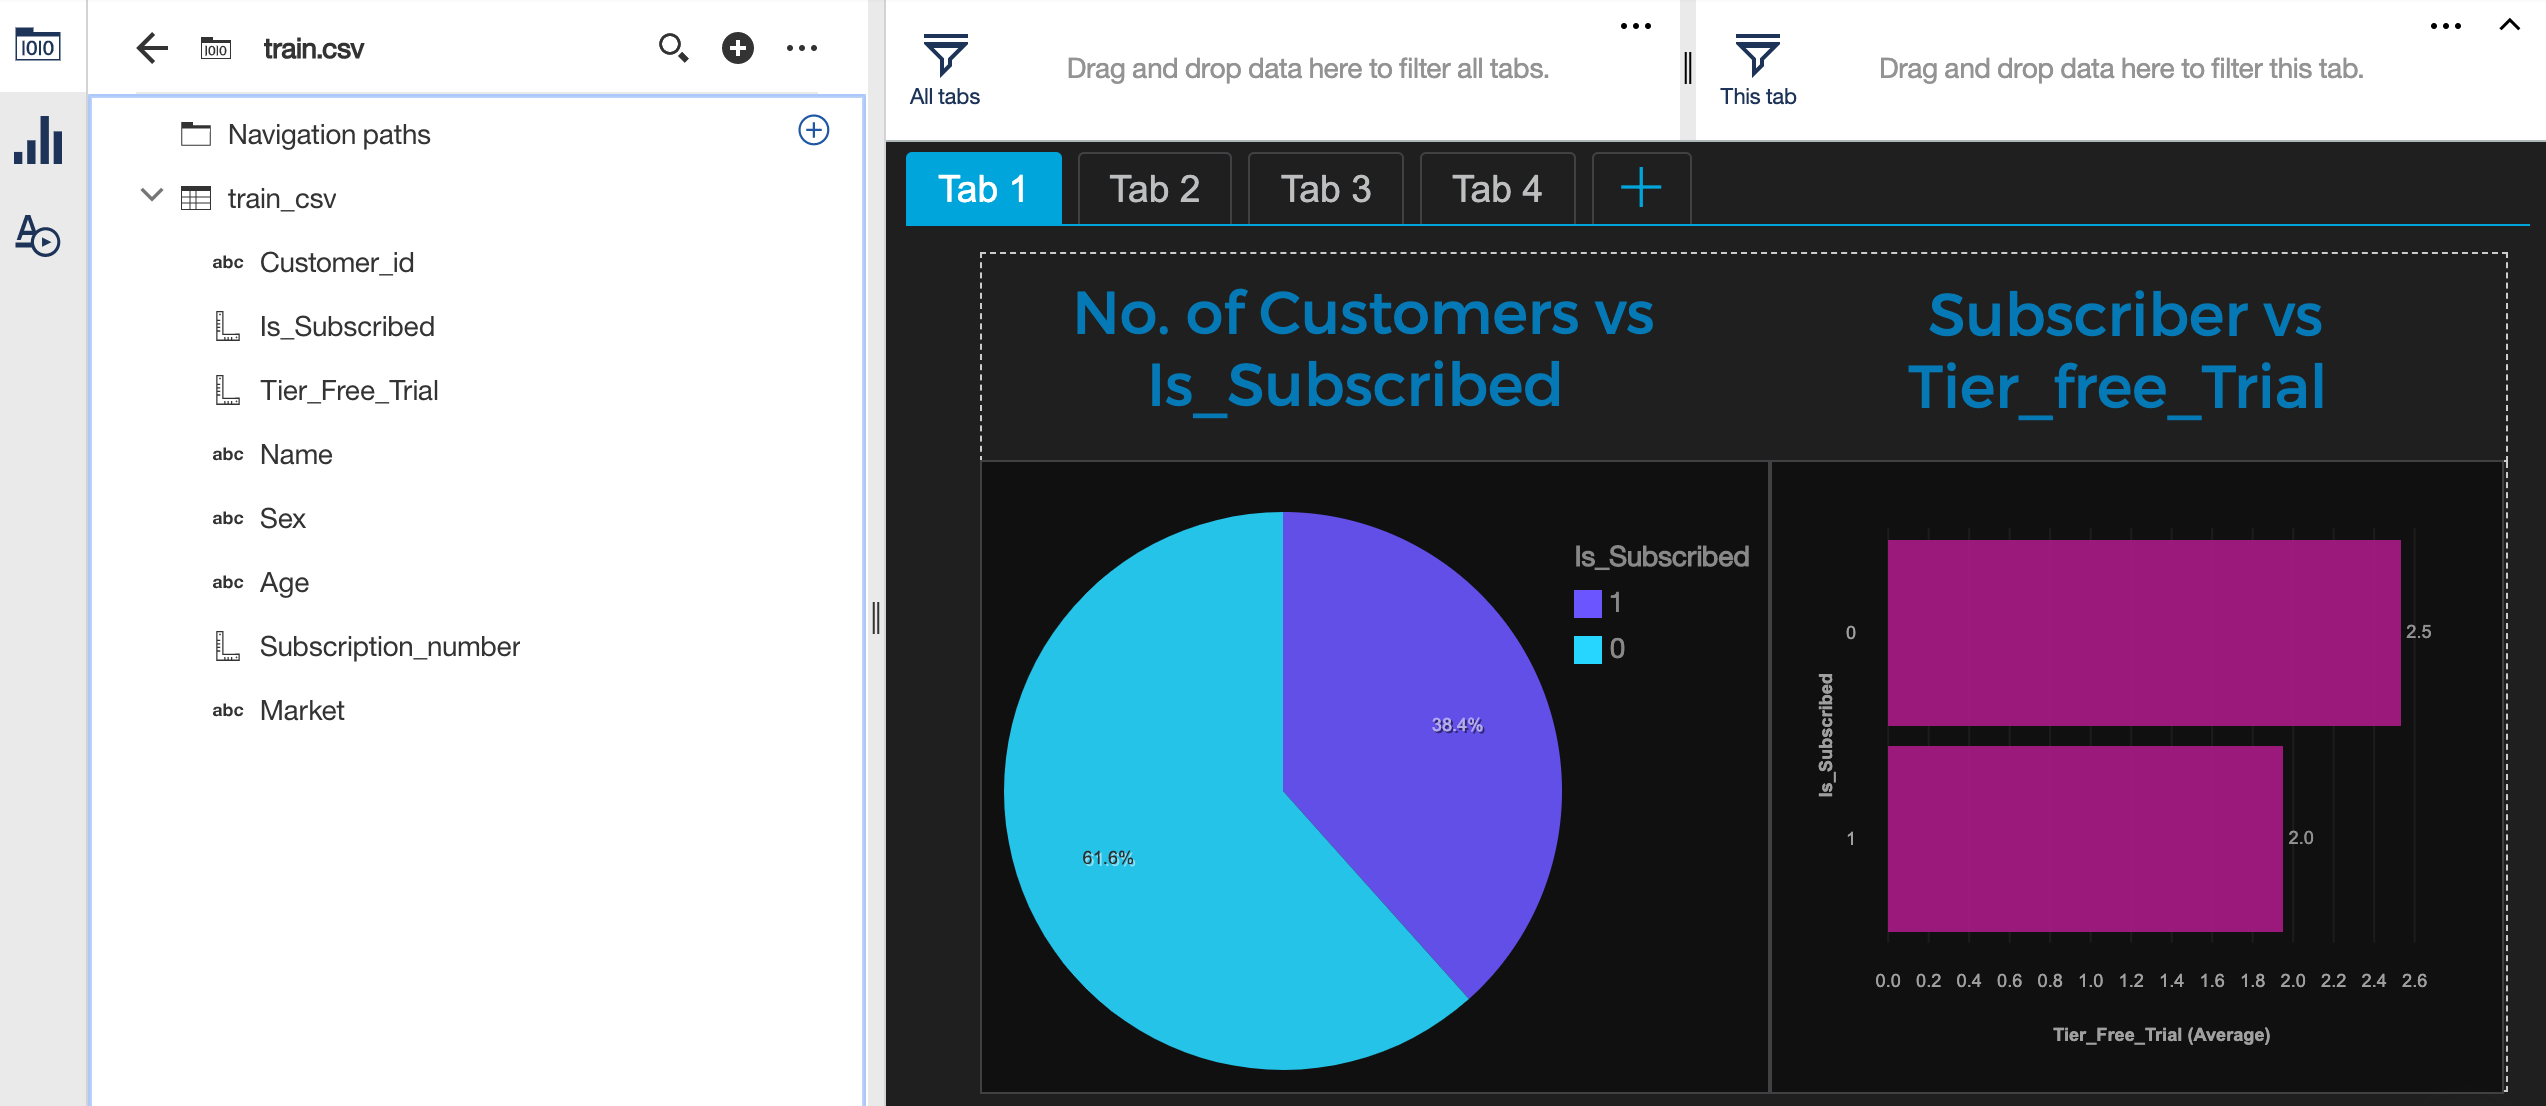 train.csv
Navigation paths
train_csv
abc Customer_id
Is_Subscribed
Tier_Free_Trial
abc Name
abc Sex
abc Age
Subscription_number
abc Market
All tabs
Drag and drop data here to filter all tabs.
This tab
Drag and drop data here to filter this tab.
Tab 1
Tab 2
Tab 3
Tab 4
No. of Customers vs
Is_Subscribed
Subscriber vs
Tier_free_Trial
Is_Subscribed
1
0
38.4%
61.6%
Is_Subscribed
0
2.5
1
2.0
0.0 0.2 0.4 0.6 0.8 1.0 1.2 1.4 1.6 1.8 2.0 2.2 2.4 2.6
Tier_Free_Trial (Average)